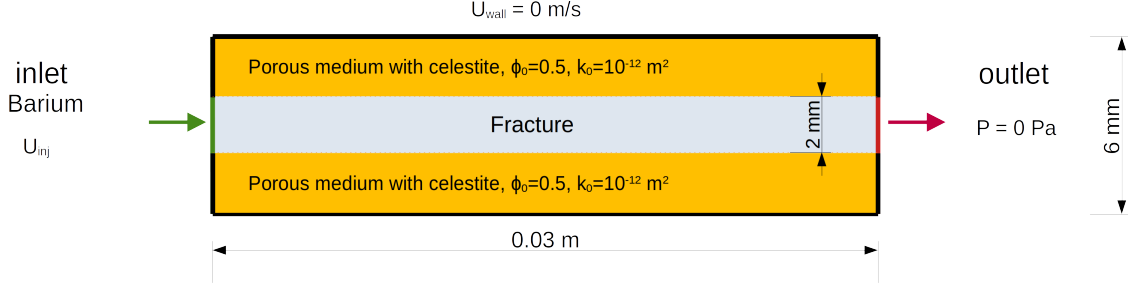 U_wall = 0 m/s
Porous medium with celestite, ϕ₀=0.5, k₀=10⁻¹² m²
inlet
Barium
U_inj
Fracture
2 mm
outlet
P = 0 Pa
6 mm
Porous medium with celestite, ϕ₀=0.5, k₀=10⁻¹² m²
0.03 m